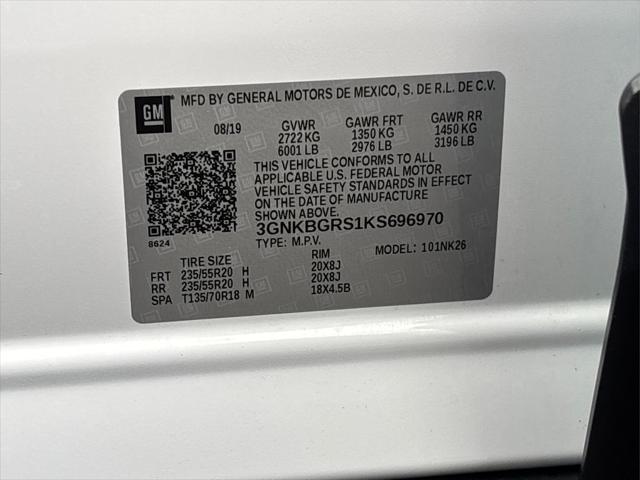 GM
MFD BY GENERAL MOTORS DE MEXICO, S. DE R.L. DE C.V.
08/19 GVWR GAWR FRT GAWR RR
2722 KG 1350 KG 1450 KG
6001 LB 2976 LB 3196 LB
THIS VEHICLE CONFORMS TO ALL
APPLICABLE U.S. FEDERAL MOTOR
VEHICLE SAFETY STANDARDS IN EFFECT
ON THE DATE OF MANUFACTURE
SHOWN ABOVE.
3GNKBGRS1KS696970
8624
TYPE: M.P.V. MODEL: 101NK26
TIRE SIZE RIM
FRT 235/55R20 H 20X8J
RR 235/55R20 H 20X8J
SPA T135/70R18 M 18X4.5B